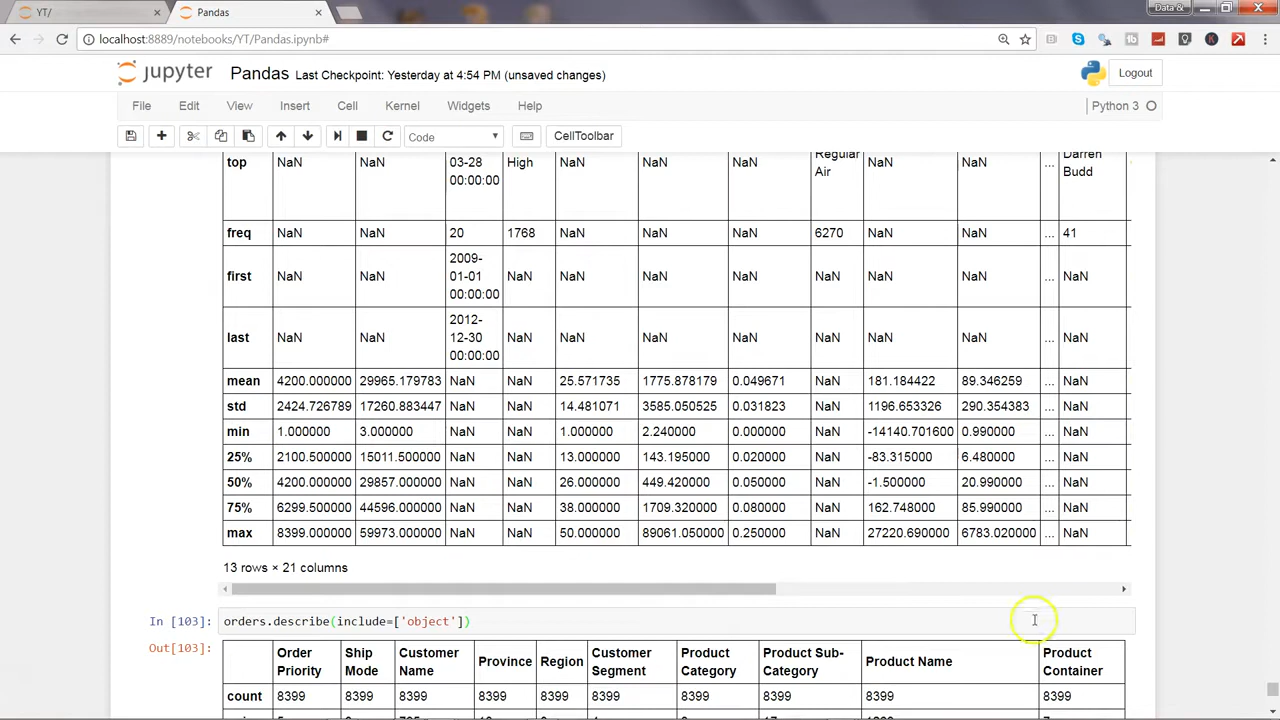 YT/
Pandas
Data &
localhost:8889/notebooks/YT/Pandas.ipynb#
jupyter Pandas Last Checkpoint: Yesterday at 4:54 PM (unsaved changes) Logout
File Edit View Insert Cell Kernel Widgets Help Python 3
Code CellToolbar
top NaN NaN 03-28 00:00:00 High NaN NaN NaN Regular Air NaN NaN ... Darren Budd
freq NaN NaN 20 1768 NaN NaN NaN 6270 NaN NaN ... 41
first NaN NaN 2009-01-01 00:00:00 NaN NaN NaN NaN NaN NaN NaN ... NaN
last NaN NaN 2012-12-30 00:00:00 NaN NaN NaN NaN NaN NaN NaN ... NaN
mean 4200.000000 29965.179783 NaN NaN 25.571735 1775.878179 0.049671 NaN 181.184422 89.346259 ... NaN
std 2424.726789 17260.883447 NaN NaN 14.481071 3585.050525 0.031823 NaN 1196.653326 290.354383 ... NaN
min 1.000000 3.000000 NaN NaN 1.000000 2.240000 0.000000 NaN -14140.701600 0.990000 ... NaN
25% 2100.500000 15011.500000 NaN NaN 13.000000 143.195000 0.020000 NaN -83.315000 6.480000 ... NaN
50% 4200.000000 29857.000000 NaN NaN 26.000000 449.420000 0.050000 NaN -1.500000 20.990000 ... NaN
75% 6299.500000 44596.000000 NaN NaN 38.000000 1709.320000 0.080000 NaN 162.748000 85.990000 ... NaN
max 8399.000000 59973.000000 NaN NaN 50.000000 89061.050000 0.250000 NaN 27220.690000 6783.020000 ... NaN
13 rows × 21 columns
In [103]: orders.describe(include=['object'])
Out[103]:
Order Priority Ship Mode Customer Name Province Region Customer Segment Product Category Product Sub-Category Product Name Product Container
count 8399 8399 8399 8399 8399 8399 8399 8399 8399 8399